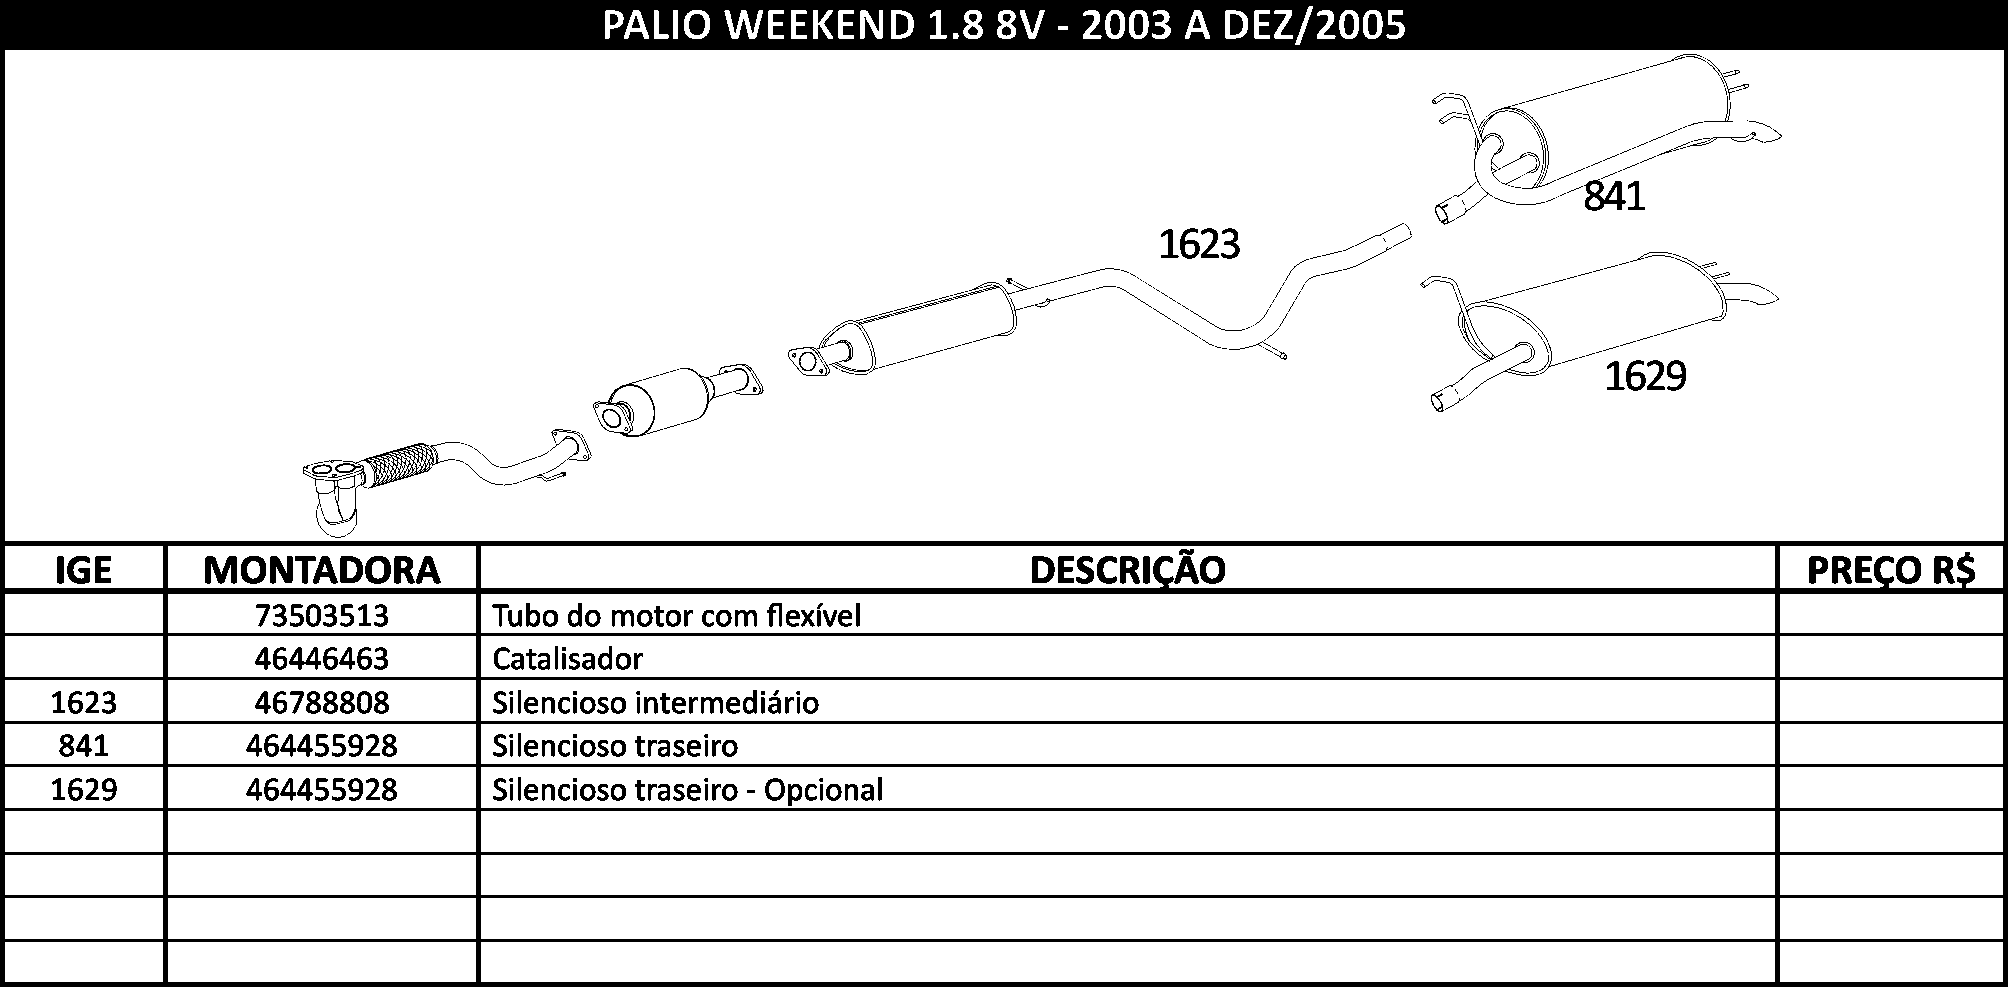 PALIO WEEKEND 1.8 8V - 2003 A DEZ/2005
841
1623
1629
IGE MONTADORA DESCRIÇÃO PREÇO R$
73503513 Tubo do motor com flexível
46446463 Catalisador
1623 46788808 Silencioso intermediário
841 464455928 Silencioso traseiro
1629 464455928 Silencioso traseiro - Opcional